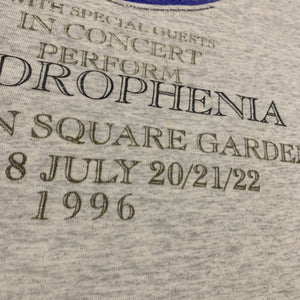 WITH SPECIAL GUESTS
IN CONCERT
PERFORM
DROPHENIA
N SQUARE GARDE
8 JULY 20/21/22
1996